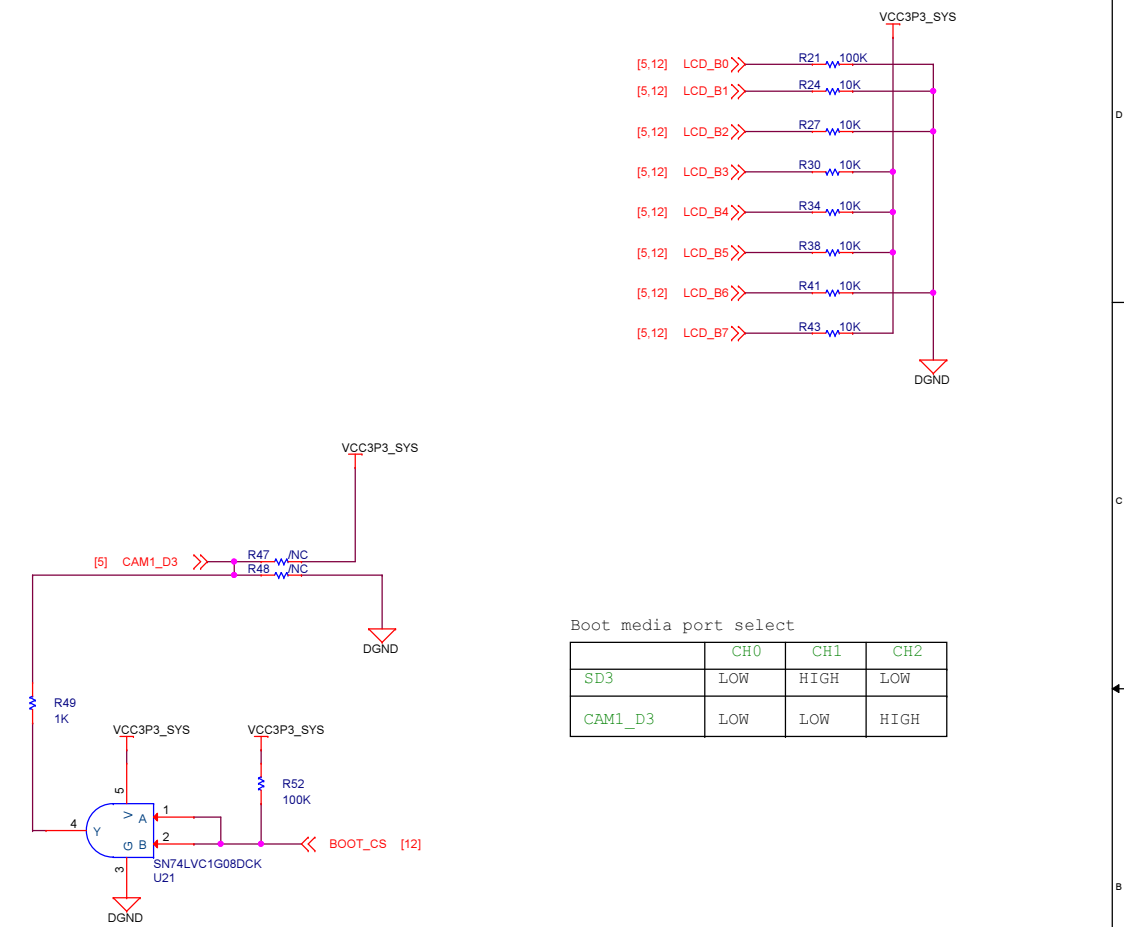 VCC3P3_SYS
[5,12] LCD_B0 R21 100K
[5,12] LCD_B1 R24 10K
[5,12] LCD_B2 R27 10K
[5,12] LCD_B3 R30 10K
[5,12] LCD_B4 R34 10K
[5,12] LCD_B5 R38 10K
[5,12] LCD_B6 R41 10K
[5,12] LCD_B7 R43 10K
DGND
D
VCC3P3_SYS
C
[5] CAM1_D3 R47 /NC
R48 /NC
DGND
Boot media port select
CH0 CH1 CH2
SD3 LOW HIGH LOW
CAM1_D3 LOW LOW HIGH
R49
1K
VCC3P3_SYS VCC3P3_SYS
R52
100K
5
V A 1
4 Y
G B 2
BOOT_CS [12]
3
SN74LVC1G08DCK
U21
DGND
B